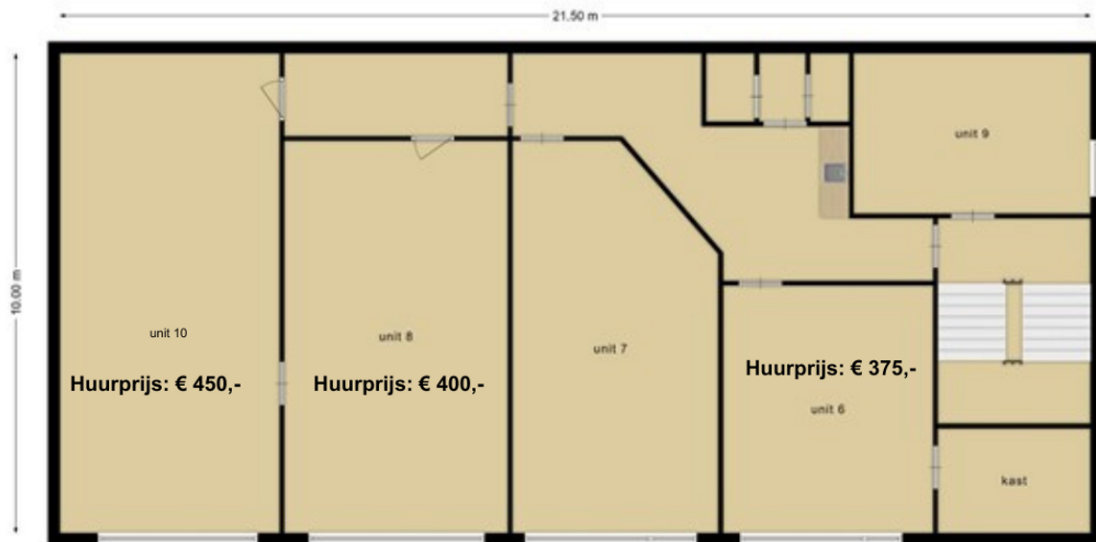 21.50 m
10.00 m
unit 9
unit 10
unit 8
unit 7
Huurprijs: € 450,-
Huurprijs: € 400,-
Huurprijs: € 375,-
unit 6
kast